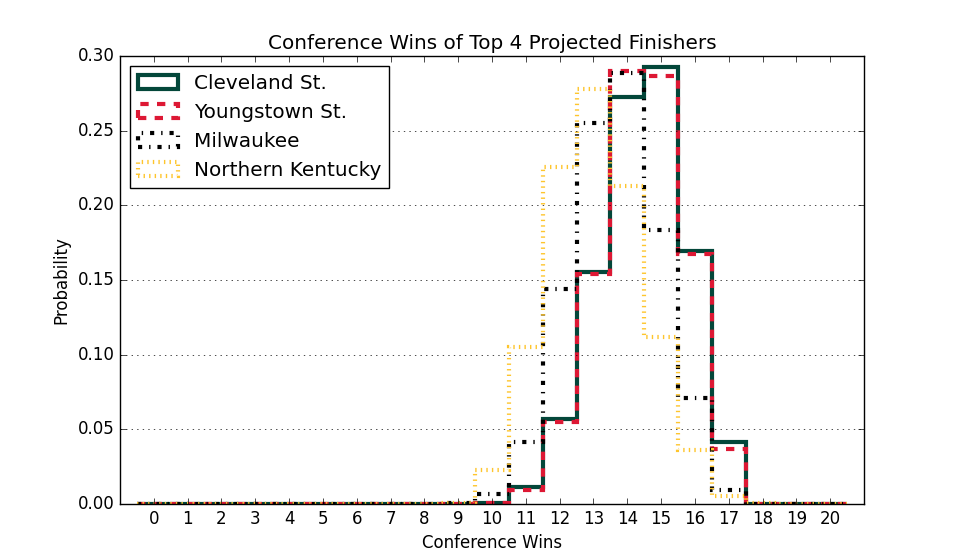 Conference Wins of Top 4 Projected Finishers
0.30
0.25
0.20
0.15
0.10
0.05
0.00
Probability
Cleveland St.
Youngstown St.
Milwaukee
Northern Kentucky
0 1 2 3 4 5 6 7 8 9 10 11 12 13 14 15 16 17 18 19 20
Conference Wins